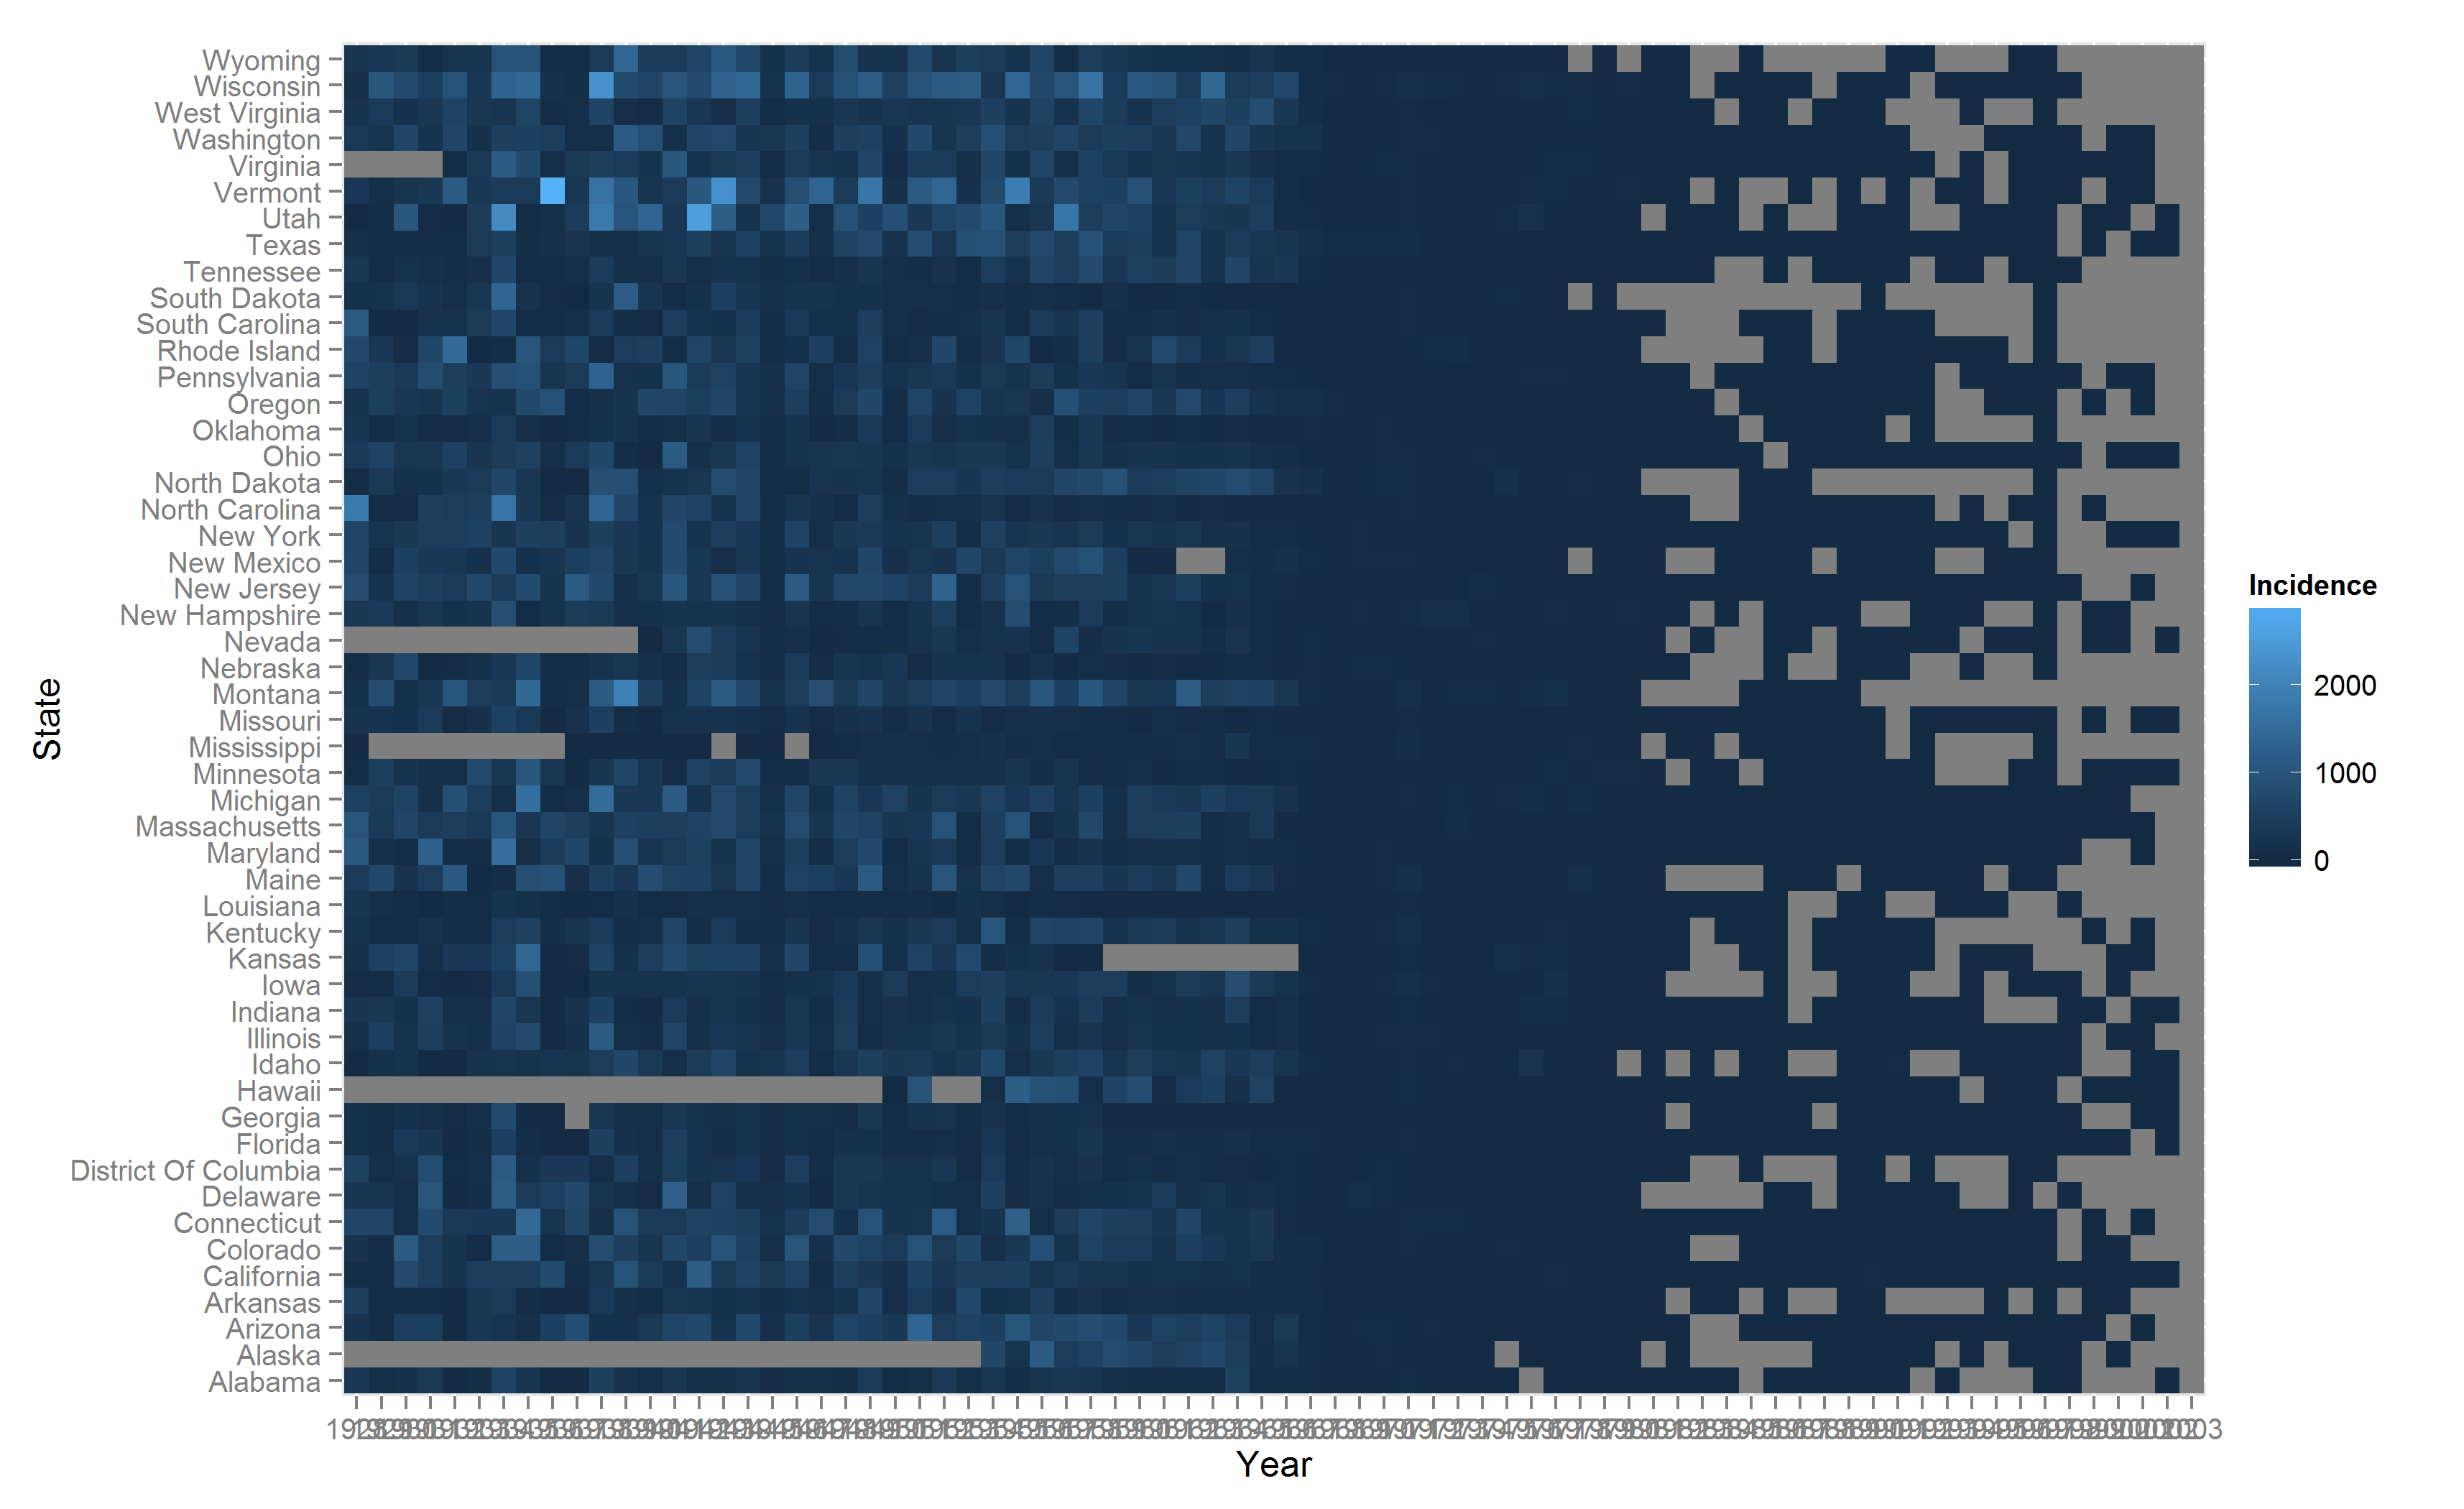 Wyoming
Wisconsin
West Virginia
Washington
Virginia
Vermont
Utah
Texas
Tennessee
South Dakota
South Carolina
Rhode Island
Pennsylvania
Oregon
Oklahoma
Ohio
North Dakota
North Carolina
New York
New Mexico
New Jersey
New Hampshire
Nevada
Nebraska
Montana
Missouri
Mississippi
Minnesota
Michigan
Massachusetts
Maryland
Maine
Louisiana
Kentucky
Kansas
Iowa
Indiana
Illinois
Idaho
Hawaii
Georgia
Florida
District Of Columbia
Delaware
Connecticut
Colorado
California
Arkansas
Arizona
Alaska
Alabama
State
Year
Incidence
2000
1000
0